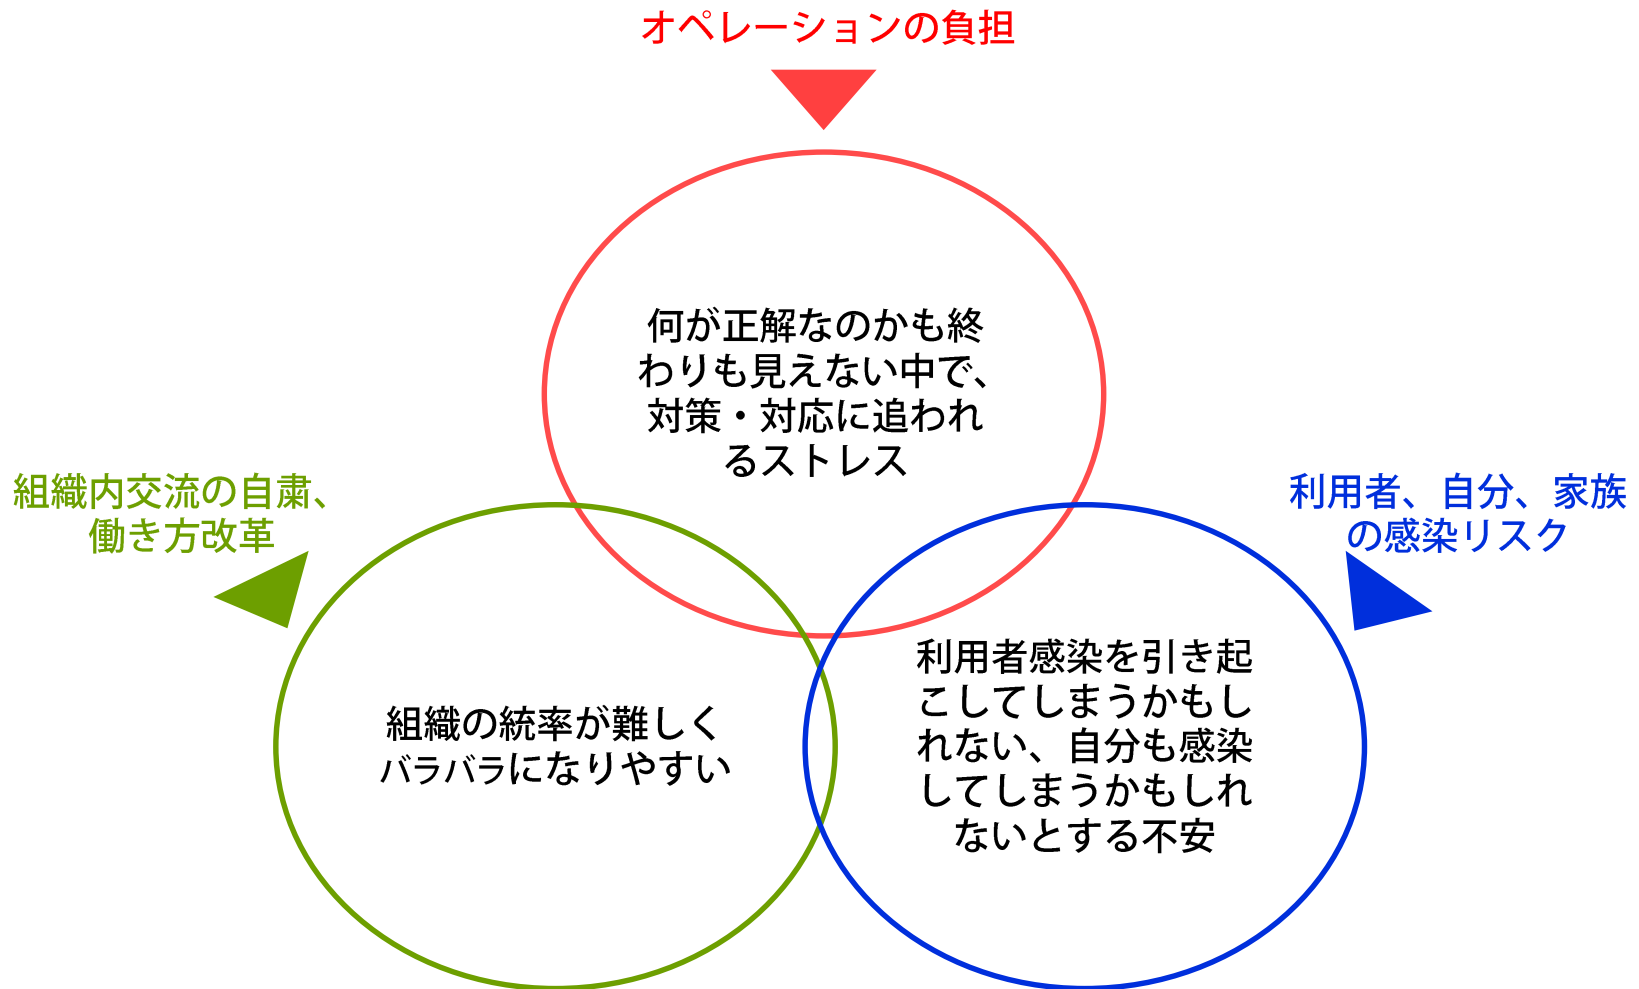 オペレーションの負担
何が正解なのかも終
わりも見えない中で、
対策・対応に追われ
るストレス
組織内交流の自粛、
働き方改革
利用者、自分、家族
の感染リスク
組織の統率が難しく
バラバラになりやすい
利用者感染を引き起
こしてしまうかもし
れない、自分も感染
してしまうかもしれ
ないとする不安